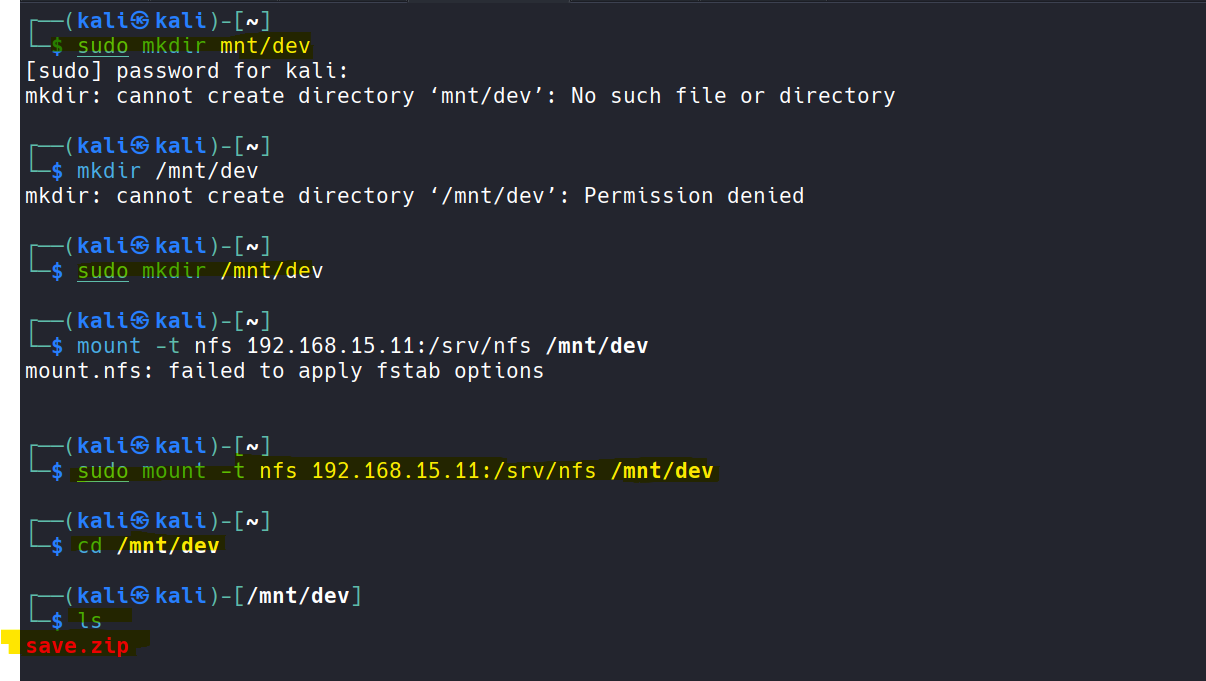 ┌──(kali㉿kali)-[~]
└─$ sudo mkdir mnt/dev
[sudo] password for kali:
mkdir: cannot create directory ‘mnt/dev’: No such file or directory
┌──(kali㉿kali)-[~]
└─$ mkdir /mnt/dev
mkdir: cannot create directory ‘/mnt/dev’: Permission denied
┌──(kali㉿kali)-[~]
└─$ sudo mkdir /mnt/dev
┌──(kali㉿kali)-[~]
└─$ mount -t nfs 192.168.15.11:/srv/nfs /mnt/dev
mount.nfs: failed to apply fstab options
┌──(kali㉿kali)-[~]
└─$ sudo mount -t nfs 192.168.15.11:/srv/nfs /mnt/dev
┌──(kali㉿kali)-[~]
└─$ cd /mnt/dev
┌──(kali㉿kali)-[/mnt/dev]
└─$ ls
save.zip